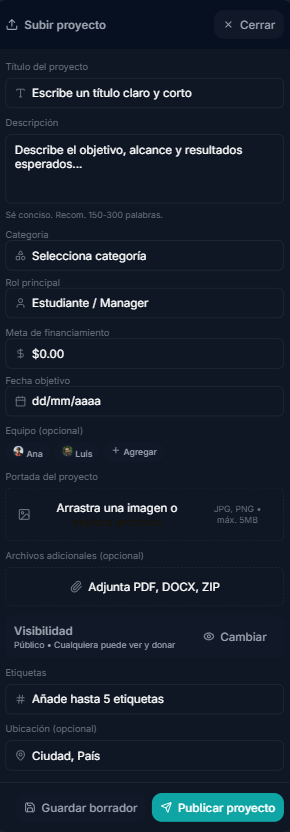 Subir proyecto
Cerrar
Título del proyecto
Escribe un título claro y corto
Descripción
Describe el objetivo, alcance y resultados
esperados...
Sé conciso. Recom. 150-300 palabras.
Categoría
Selecciona categoría
Rol principal
Estudiante / Manager
Meta de financiamiento
$ $0.00
Fecha objetivo
dd/mm/aaaa
Equipo (opcional)
Ana
Luis
+ Agregar
Portada del proyecto
Arrastra una imagen o
JPG, PNG •
máx. 5MB
Archivos adicionales (opcional)
Adjunta PDF, DOCX, ZIP
Visibilidad
Público • Cualquiera puede ver y donar
Cambiar
Etiquetas
# Añade hasta 5 etiquetas
Ubicación (opcional)
Ciudad, País
Guardar borrador
Publicar proyecto